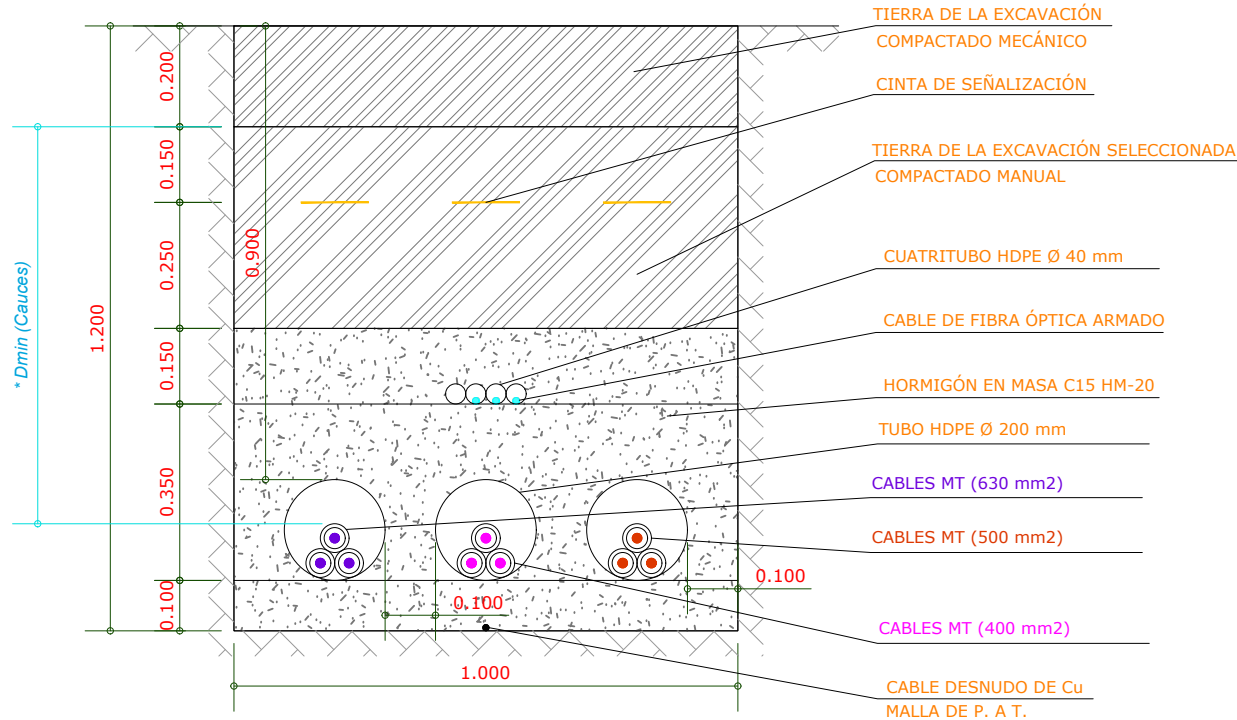 TIERRA DE LA EXCAVACIÓN
COMPACTADO MECÁNICO
CINTA DE SEÑALIZACIÓN
TIERRA DE LA EXCAVACIÓN SELECCIONADA
COMPACTADO MANUAL
CUATRITUBO HDPE Ø 40 mm
CABLE DE FIBRA ÓPTICA ARMADO
HORMIGÓN EN MASA C15 HM-20
TUBO HDPE Ø 200 mm
CABLES MT (630 mm2)
CABLES MT (500 mm2)
CABLES MT (400 mm2)
CABLE DESNUDO DE Cu
MALLA DE P. A T.
* Dmin (Cauces)
1.200
0.200
0.150
0.250
0.150
0.350
0.100
0.900
0.100
0.100
1.000